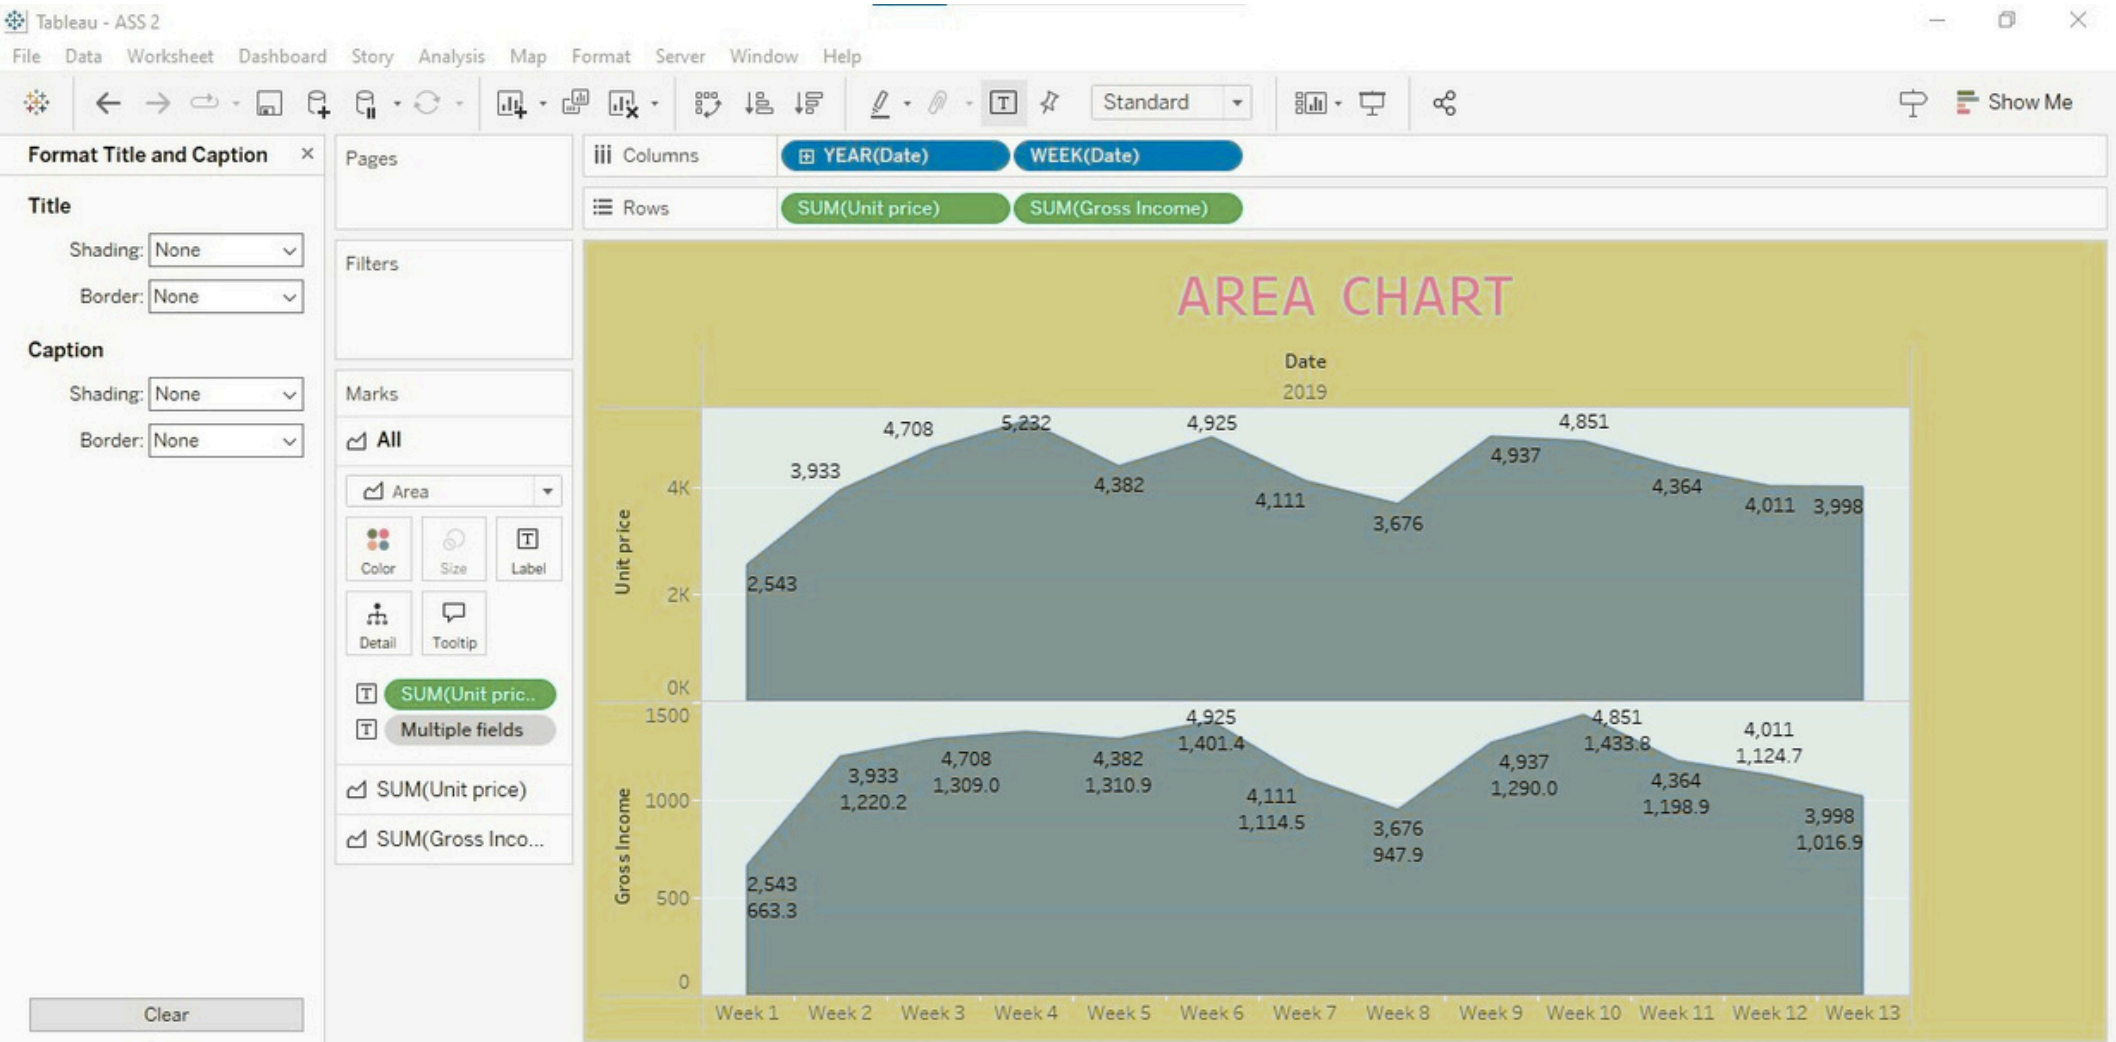 Tableau - ASS 2
File Data Worksheet Dashboard Story Analysis Map Format Server Window Help
Standard
Show Me
Format Title and Caption
Title
Shading: None
Border: None
Caption
Shading: None
Border: None
Clear
Pages
Filters
Marks
All
Area
Color Size Label
Detail Tooltip
SUM(Unit pric..
Multiple fields
SUM(Unit price)
SUM(Gross Inco...
Columns YEAR(Date) WEEK(Date)
Rows SUM(Unit price) SUM(Gross Income)
AREA CHART
Date
2019
Unit price
4K
2K
0K
2,543
3,933
4,708
5,232
4,382
4,925
4,111
3,676
4,937
4,851
4,364
4,011
3,998
Gross Income
1500
1000
500
0
2,543
663.3
3,933
1,220.2
4,708
1,309.0
4,382
1,310.9
4,925
1,401.4
4,111
1,114.5
3,676
947.9
4,937
1,290.0
4,851
1,433.8
4,364
1,198.9
4,011
1,124.7
3,998
1,016.9
Week 1 Week 2 Week 3 Week 4 Week 5 Week 6 Week 7 Week 8 Week 9 Week 10 Week 11 Week 12 Week 13